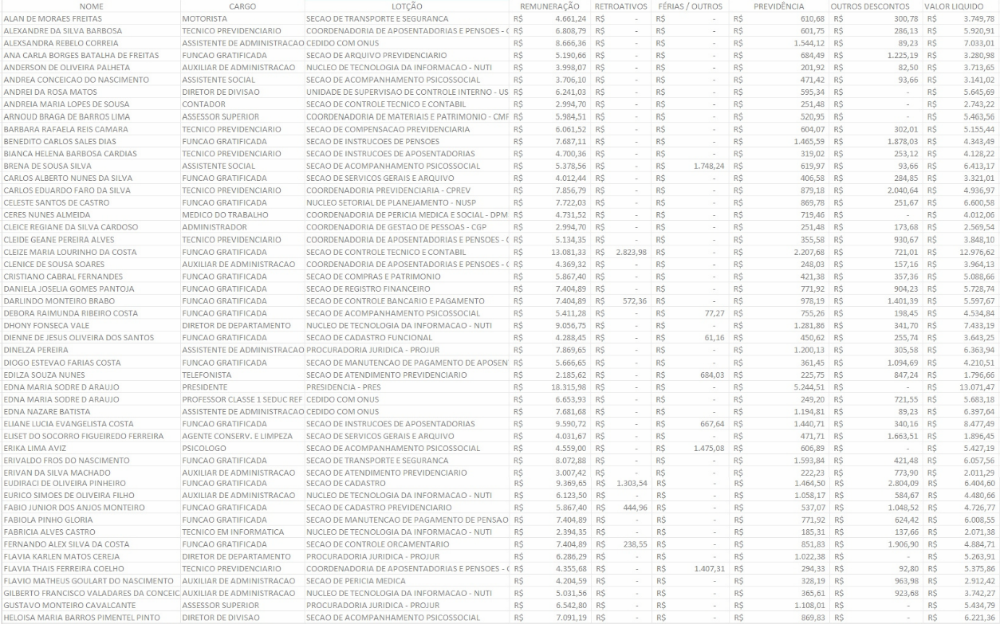 NOME CARGO LOTÇÃO REMUNERAÇÃO RETROATIVOS FÉRIAS / OUTROS PREVIDÊNCIA OUTROS DESCONTOS VALOR LIQUIDO
ALAN DE MORAES FREITAS MOTORISTA SECAO DE TRANSPORTE E SEGURANCA R$ 4.661,24 R$ - R$ - R$ 610,68 R$ 300,78 R$ 3.749,78
ALEXANDRE DA SILVA BARBOSA TECNICO PREVIDENCIARIO COORDENADORIA DE APOSENTADORIAS E PENSOES - C R$ 6.808,79 R$ - R$ - R$ 601,75 R$ 286,13 R$ 5.920,91
ALEXSANDRA REBELO CORREIA ASSISTENTE DE ADMINISTRACAO CEDIDO COM ONUS R$ 8.666,36 R$ - R$ - R$ 1.544,12 R$ 89,23 R$ 7.033,01
ANA CARLA BORGES BATALHA DE FREITAS FUNCAO GRATIFICADA SECAO DE ARQUIVO PREVIDENCIARIO R$ 5.190,66 R$ - R$ - R$ 684,49 R$ 1.225,19 R$ 3.280,98
ANDERSON DE OLIVEIRA PALHETA AUXILIAR DE ADMINISTRACAO NUCLEO DE TECNOLOGIA DA INFORMACAO - NUTI R$ 3.998,07 R$ - R$ - R$ 201,92 R$ 82,50 R$ 3.713,65
ANDREA CONCEICAO DO NASCIMENTO ASSISTENTE SOCIAL SECAO DE ACOMPANHAMENTO PSICOSSOCIAL R$ 3.706,10 R$ - R$ - R$ 471,42 R$ 93,66 R$ 3.141,02
ANDREI DA ROSA MATOS DIRETOR DE DIVISAO UNIDADE DE SUPERVISAO DE CONTROLE INTERNO - US R$ 6.241,03 R$ - R$ - R$ 595,34 R$ - R$ 5.645,69
ANDREIA MARIA LOPES DE SOUSA CONTADOR SECAO DE CONTROLE TECNICO E CONTABIL R$ 2.994,70 R$ - R$ - R$ 251,48 R$ - R$ 2.743,22
ARNOUD BRAGA DE BARROS LIMA ASSESSOR SUPERIOR COORDENADORIA DE MATERIAIS E PATRIMONIO - CMP R$ 5.984,51 R$ - R$ - R$ 520,95 R$ - R$ 5.463,56
BARBARA RAFAELA REIS CAMARA TECNICO PREVIDENCIARIO SECAO DE COMPENSACAO PREVIDENCIARIA R$ 6.061,52 R$ - R$ - R$ 604,07 R$ 302,01 R$ 5.155,44
BENEDITO CARLOS SALES DIAS FUNCAO GRATIFICADA SECAO DE INSTRUCOES DE PENSOES R$ 7.687,11 R$ - R$ - R$ 1.465,59 R$ 1.878,03 R$ 4.343,49
BIANCA HELENA BARBOSA CARDIAS TECNICO PREVIDENCIARIO SECAO DE INSTRUCOES DE APOSENTADORIAS R$ 4.700,36 R$ - R$ - R$ 319,02 R$ 253,12 R$ 4.128,22
BRENA DE SOUSA SILVA ASSISTENTE SOCIAL SECAO DE ACOMPANHAMENTO PSICOSSOCIAL R$ 5.378,56 R$ - R$ 1.748,24 R$ 619,97 R$ 93,66 R$ 6.413,17
CARLOS ALBERTO NUNES DA SILVA FUNCAO GRATIFICADA SECAO DE SERVICOS GERAIS E ARQUIVO R$ 4.012,44 R$ - R$ - R$ 406,58 R$ 284,85 R$ 3.321,01
CARLOS EDUARDO FARO DA SILVA TECNICO PREVIDENCIARIO COORDENADORIA PREVIDENCIARIA - CPREV R$ 7.856,79 R$ - R$ - R$ 879,18 R$ 2.040,64 R$ 4.936,97
CELESTE SANTOS DE CASTRO FUNCAO GRATIFICADA NUCLEO SETORIAL DE PLANEJAMENTO - NUSP R$ 7.722,03 R$ - R$ - R$ 869,78 R$ 251,67 R$ 6.600,58
CERES NUNES ALMEIDA MEDICO DO TRABALHO COORDENADORIA DE PERICIA MEDICA E SOCIAL - DPM R$ 4.731,52 R$ - R$ - R$ 719,46 R$ - R$ 4.012,06
CLEICE REGIANE DA SILVA CARDOSO ADMINISTRADOR COORDENADORIA DE GESTAO DE PESSOAS - CGP R$ 2.994,70 R$ - R$ - R$ 251,48 R$ 173,68 R$ 2.569,54
CLEIDE GEANE PEREIRA ALVES TECNICO PREVIDENCIARIO COORDENADORIA DE APOSENTADORIAS E PENSOES - C R$ 5.134,35 R$ - R$ - R$ 355,58 R$ 930,67 R$ 3.848,10
CLEIZE MARIA LOURINHO DA COSTA FUNCAO GRATIFICADA SECAO DE CONTROLE TECNICO E CONTABIL R$ 13.081,33 R$ 2.823,98 R$ - R$ 2.207,68 R$ 721,01 R$ 12.976,62
CLENICE DE SOUSA SOARES AUXILIAR DE ADMINISTRACAO COORDENADORIA DE APOSENTADORIAS E PENSOES - C R$ 4.369,32 R$ - R$ - R$ 248,03 R$ 157,16 R$ 3.964,13
CRISTIANO CABRAL FERNANDES FUNCAO GRATIFICADA SECAO DE COMPRAS E PATRIMONIO R$ 5.867,40 R$ - R$ - R$ 421,38 R$ 357,36 R$ 5.088,66
DANIELA JOSELIA GOMES PANTOJA FUNCAO GRATIFICADA SECAO DE REGISTRO FINANCEIRO R$ 7.404,89 R$ - R$ - R$ 771,92 R$ 904,23 R$ 5.728,74
DARLINDO MONTEIRO BRABO FUNCAO GRATIFICADA SECAO DE CONTROLE BANCARIO E PAGAMENTO R$ 7.404,89 R$ 572,36 R$ - R$ 978,19 R$ 1.401,39 R$ 5.597,67
DEBORA RAIMUNDA RIBEIRO COSTA FUNCAO GRATIFICADA SECAO DE ACOMPANHAMENTO PSICOSSOCIAL R$ 5.411,28 R$ - R$ 77,27 R$ 755,26 R$ 198,45 R$ 4.534,84
DHONY FONSECA VALE DIRETOR DE DEPARTAMENTO NUCLEO DE TECNOLOGIA DA INFORMACAO - NUTI R$ 9.056,75 R$ - R$ - R$ 1.281,86 R$ 341,70 R$ 7.433,19
DIENNE DE JESUS OLIVEIRA DOS SANTOS FUNCAO GRATIFICADA SECAO DE CADASTRO FUNCIONAL R$ 4.288,45 R$ - R$ 61,16 R$ 450,62 R$ 255,74 R$ 3.643,25
DINELZA PEREIRA ASSISTENTE DE ADMINISTRACAO PROCURADORIA JURIDICA - PROJUR R$ 7.869,65 R$ - R$ - R$ 1.200,13 R$ 305,58 R$ 6.363,94
DIOGO ESTEVAO FARIAS COSTA FUNCAO GRATIFICADA SECAO DE MANUTENCAO DE PAGAMENTO DE APOSEN R$ 5.666,65 R$ - R$ - R$ 361,45 R$ 1.094,69 R$ 4.210,51
EDILZA SOUZA NUNES TELEFONISTA SECAO DE ATENDIMENTO PREVIDENCIARIO R$ 2.185,62 R$ - R$ 684,03 R$ 225,75 R$ 847,24 R$ 1.796,66
EDNA MARIA SODRE D ARAUJO PRESIDENTE PRESIDENCIA - PRES R$ 18.315,98 R$ - R$ - R$ 5.244,51 R$ - R$ 13.071,47
EDNA MARIA SODRE D ARAUJO PROFESSOR CLASSE 1 SEDUC REF CEDIDO COM ONUS R$ 6.653,93 R$ - R$ - R$ 249,20 R$ 721,55 R$ 5.683,18
EDNA NAZARE BATISTA ASSISTENTE DE ADMINISTRACAO CEDIDO COM ONUS R$ 7.681,68 R$ - R$ - R$ 1.194,81 R$ 89,23 R$ 6.397,64
ELIANE LUCIA EVANGELISTA COSTA FUNCAO GRATIFICADA SECAO DE INSTRUCOES DE APOSENTADORIAS R$ 9.590,72 R$ - R$ 667,64 R$ 1.440,71 R$ 340,16 R$ 8.477,49
ELISET DO SOCORRO FIGUEIREDO FERREIRA AGENTE CONSERV. E LIMPEZA SECAO DE SERVICOS GERAIS E ARQUIVO R$ 4.031,67 R$ - R$ - R$ 471,71 R$ 1.663,51 R$ 1.896,45
ERIKA LIMA AVIZ PSICOLOGO SECAO DE ACOMPANHAMENTO PSICOSSOCIAL R$ 4.559,00 R$ - R$ 1.475,08 R$ 606,89 R$ - R$ 5.427,19
ERIVALDO FROS DO NASCIMENTO FUNCAO GRATIFICADA SECAO DE TRANSPORTE E SEGURANCA R$ 8.072,88 R$ - R$ - R$ 1.593,84 R$ 421,48 R$ 6.057,56
ERIVAN DA SILVA MACHADO AUXILIAR DE ADMINISTRACAO SECAO DE ATENDIMENTO PREVIDENCIARIO R$ 3.007,42 R$ - R$ - R$ 222,23 R$ 773,90 R$ 2.011,29
EUDIRACI DE OLIVEIRA PINHEIRO FUNCAO GRATIFICADA SECAO DE CADASTRO R$ 9.369,65 R$ 1.303,54 R$ - R$ 1.464,50 R$ 2.804,09 R$ 6.404,60
EURICO SIMOES DE OLIVEIRA FILHO AUXILIAR DE ADMINISTRACAO NUCLEO DE TECNOLOGIA DA INFORMACAO - NUTI R$ 6.123,50 R$ - R$ - R$ 1.058,17 R$ 584,67 R$ 4.480,66
FABIO JUNIOR DOS ANJOS MONTEIRO FUNCAO GRATIFICADA SECAO DE CADASTRO PREVIDENCIARIO R$ 5.867,40 R$ 444,96 R$ - R$ 537,07 R$ 1.048,52 R$ 4.726,77
FABIOLA PINHO GLORIA FUNCAO GRATIFICADA SECAO DE MANUTENCAO DE PAGAMENTO DE PENSAO R$ 7.404,89 R$ - R$ - R$ 771,92 R$ 624,42 R$ 6.008,55
FABRICIA ALVES CASTRO TECNICO EM INFORMATICA NUCLEO DE TECNOLOGIA DA INFORMACAO - NUTI R$ 2.394,35 R$ - R$ - R$ 185,31 R$ 137,66 R$ 2.071,38
FERNANDO ALEX SILVA DA COSTA FUNCAO GRATIFICADA SECAO DE CONTROLE ORCAMENTARIO R$ 7.404,89 R$ 238,55 R$ - R$ 851,83 R$ 1.906,90 R$ 4.884,71
FLAVIA KARLEN MATOS CEREJA DIRETOR DE DEPARTAMENTO PROCURADORIA JURIDICA - PROJUR R$ 6.286,29 R$ - R$ - R$ 1.022,38 R$ - R$ 5.263,91
FLAVIA THAIS FERREIRA COELHO TECNICO PREVIDENCIARIO COORDENADORIA DE APOSENTADORIAS E PENSOES - C R$ 4.355,68 R$ - R$ 1.407,31 R$ 294,33 R$ 92,80 R$ 5.375,86
FLAVIO MATHEUS GOULART DO NASCIMENTO AUXILIAR DE ADMINISTRACAO SECAO DE PERICIA MEDICA R$ 4.204,59 R$ - R$ - R$ 328,19 R$ 963,98 R$ 2.912,42
GILBERTO FRANCISCO VALADARES DA CONCEIC AUXILIAR DE ADMINISTRACAO NUCLEO DE TECNOLOGIA DA INFORMACAO - NUTI R$ 5.031,56 R$ - R$ - R$ 365,61 R$ 923,68 R$ 3.742,27
GUSTAVO MONTEIRO CAVALCANTE ASSESSOR SUPERIOR PROCURADORIA JURIDICA - PROJUR R$ 6.542,80 R$ - R$ - R$ 1.108,01 R$ - R$ 5.434,79
HELOISA MARIA BARROS PIMENTEL PINTO DIRETOR DE DIVISAO SECAO DE ACOMPANHAMENTO PSICOSSOCIAL R$ 7.091,19 R$ - R$ - R$ 869,83 R$ - R$ 6.221,36